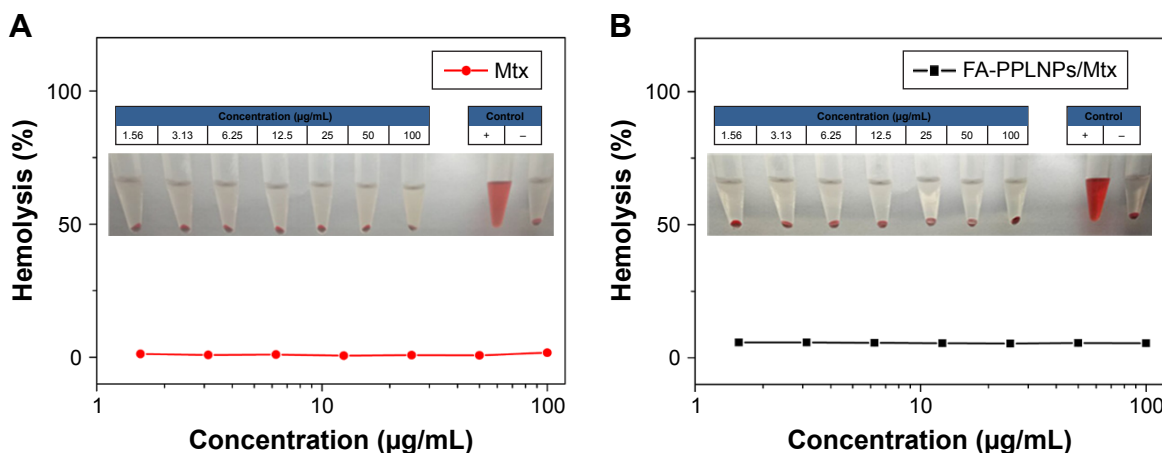 A
Hemolysis (%)
100
50
0
Mtx
Concentration (µg/mL)
1.56 3.13 6.25 12.5 25 50 100
Control
+ –
1 10 100
Concentration (µg/mL)
B
Hemolysis (%)
100
50
0
FA-PPLNPs/Mtx
Concentration (µg/mL)
1.56 3.13 6.25 12.5 25 50 100
Control
+ –
1 10 100
Concentration (µg/mL)